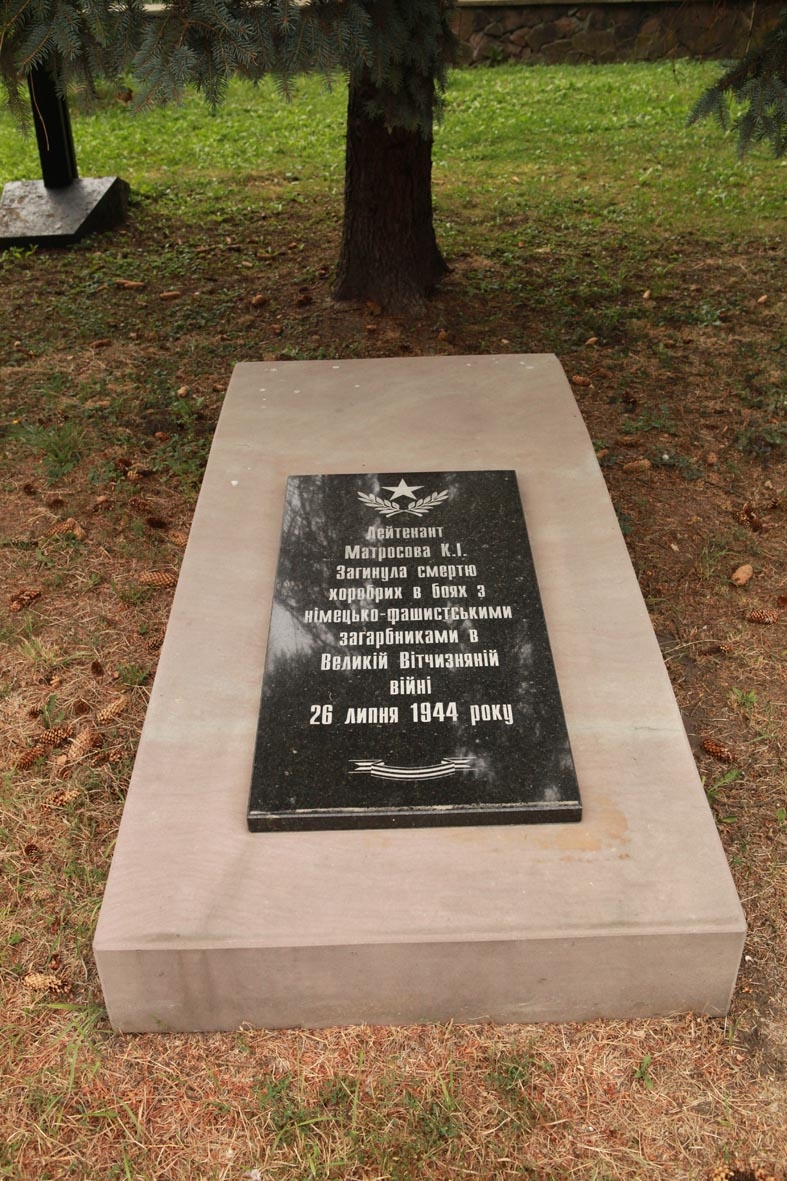 Лейтенант
Матросова К.І.
Загинула смертю
хоробрих в боях з
німецько-фашистськими
загарбниками в
Великій Вітчизняній
війні
26 липня 1944 року